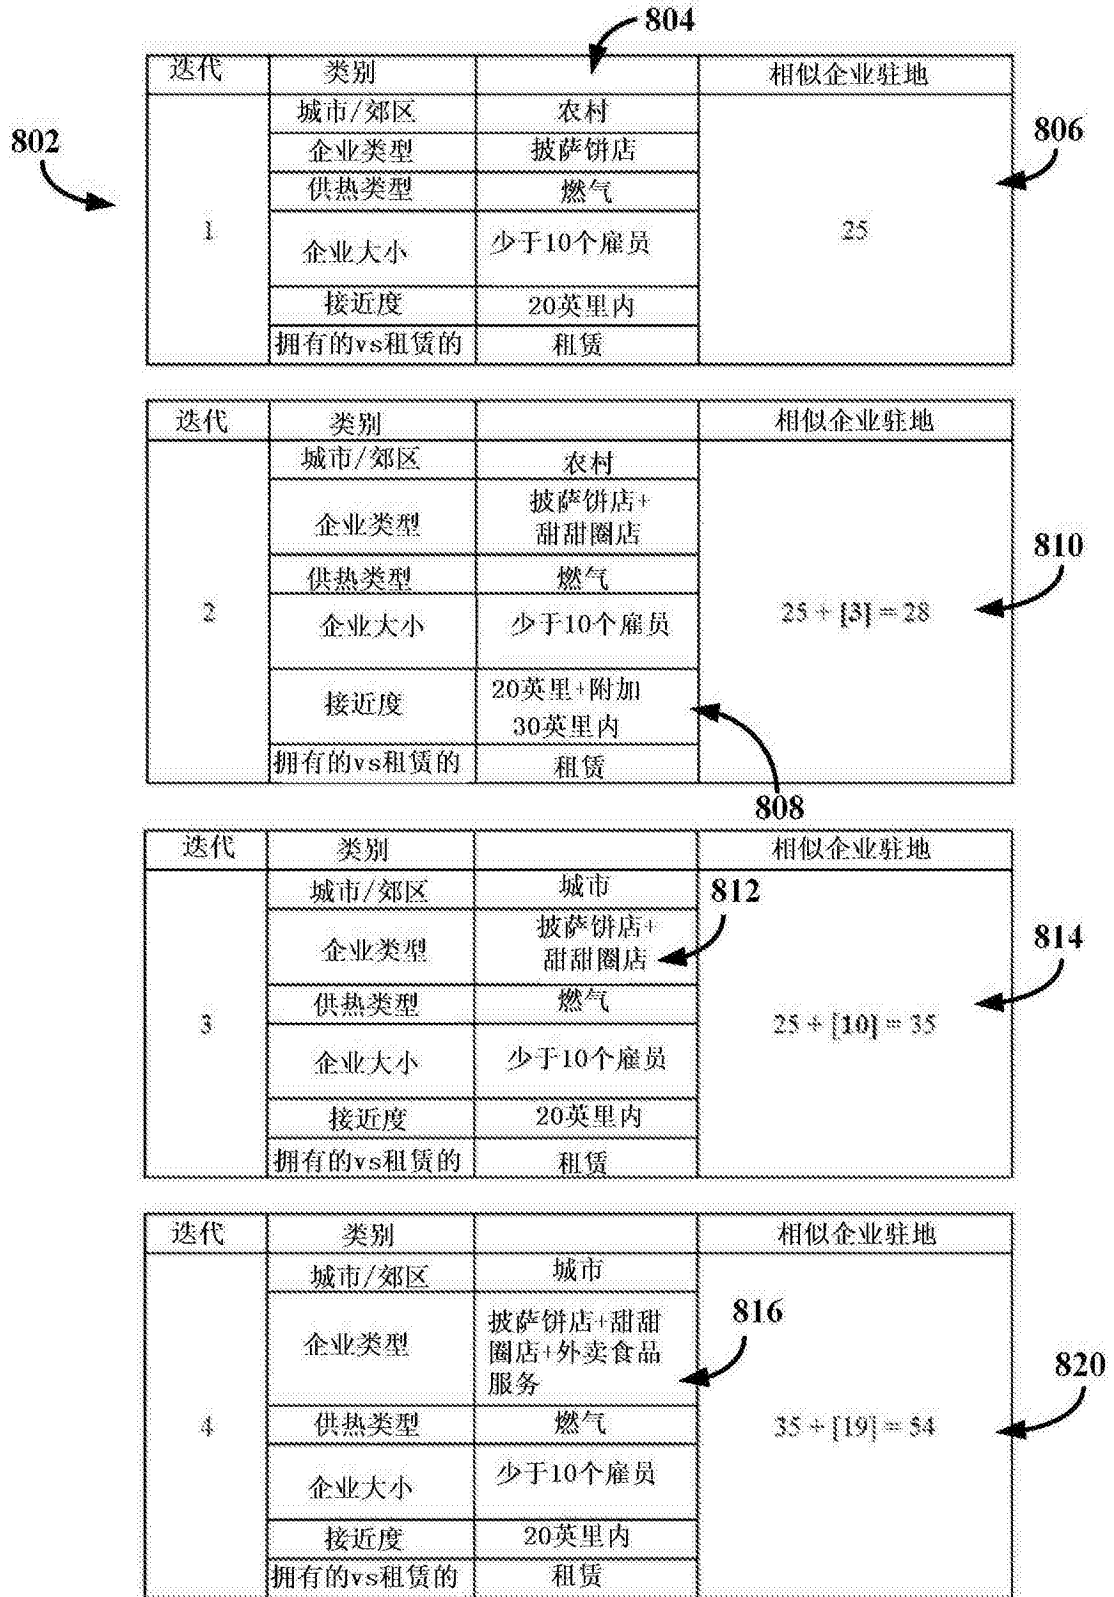 804
迭代 类别 相似企业驻地
802
城市/郊区 农村
806
企业类型 披萨饼店
供热类型 燃气
1
25
企业大小 少于10个雇员
接近度 20英里内
拥有的vs租赁的 租赁
迭代 类别 相似企业驻地
城市/郊区 农村
企业类型 披萨饼店+
甜甜圈店
810
供热类型 燃气
2
25 + [3] = 28
企业大小 少于10个雇员
接近度 20英里+附加
30英里内
拥有的vs租赁的 租赁
808
迭代 类别 相似企业驻地
城市/郊区 城市
812
企业类型 披萨饼店+
甜甜圈店
814
供热类型 燃气
3
25 + [10] = 35
企业大小 少于10个雇员
接近度 20英里内
拥有的vs租赁的 租赁
迭代 类别 相似企业驻地
城市/郊区 城市
816
企业类型 披萨饼店+甜甜
圈店+外卖食品
服务
820
供热类型 燃气
4
35 + [19] = 54
企业大小 少于10个雇员
接近度 20英里内
拥有的vs租赁的 租赁